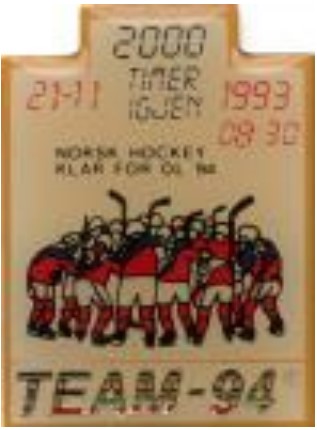 2000
TIMER
21-11 IGJEN 1993
08 30
NORSK HOCKEY
KLAR FOR OL '94
TEAM-94